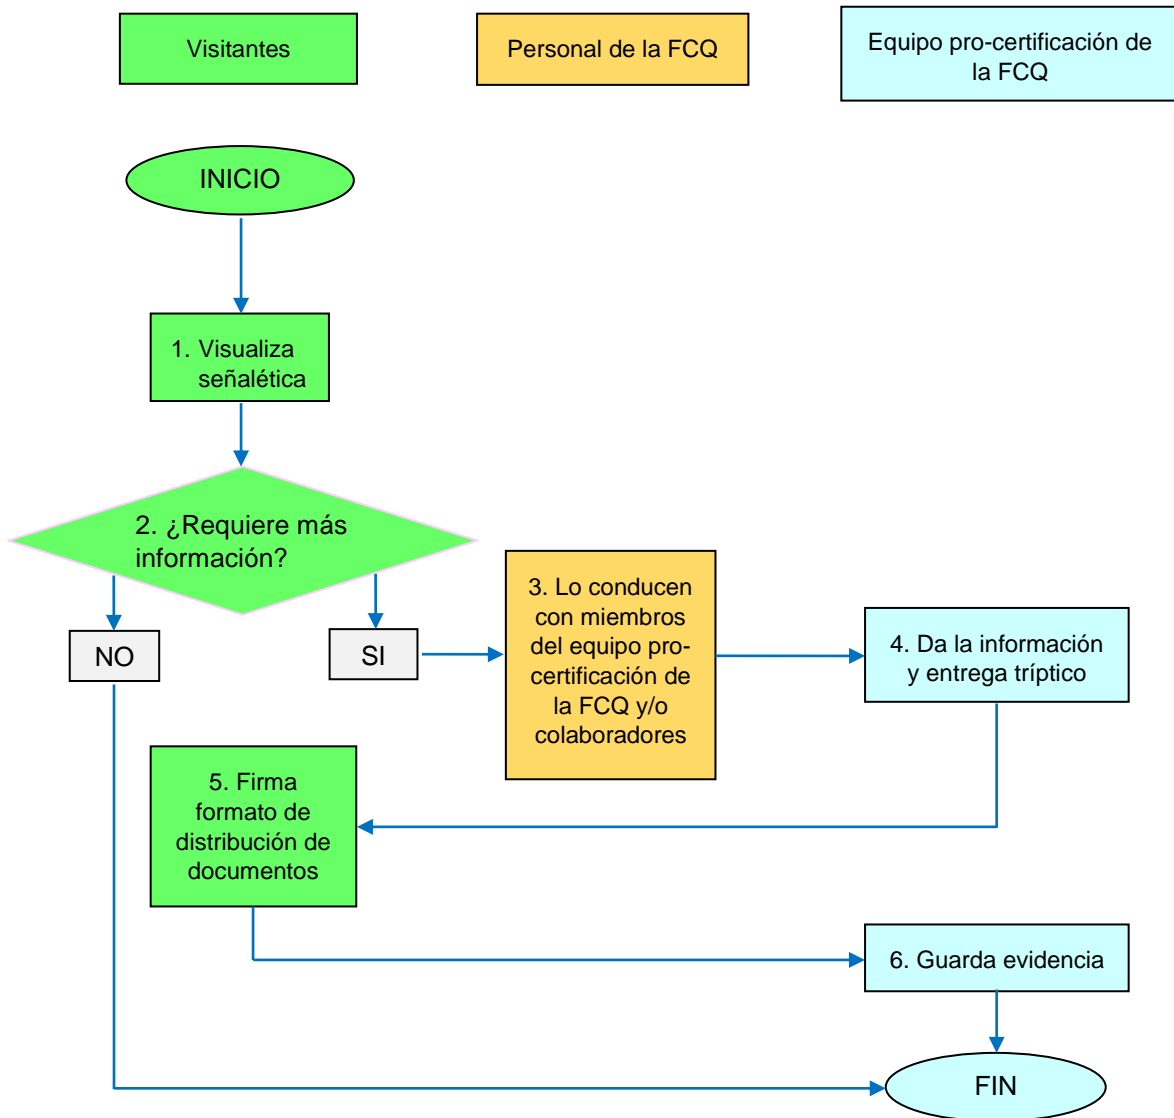 Visitantes
Personal de la FCQ
Equipo pro-certificación de
la FCQ
INICIO
1. Visualiza
señalética
2. ¿Requiere más
información?
NO
SI
3. Lo conducen
con miembros
del equipo pro-
certificación de
la FCQ y/o
colaboradores
4. Da la información
y entrega tríptico
5. Firma
formato de
distribución de
documentos
6. Guarda evidencia
FIN